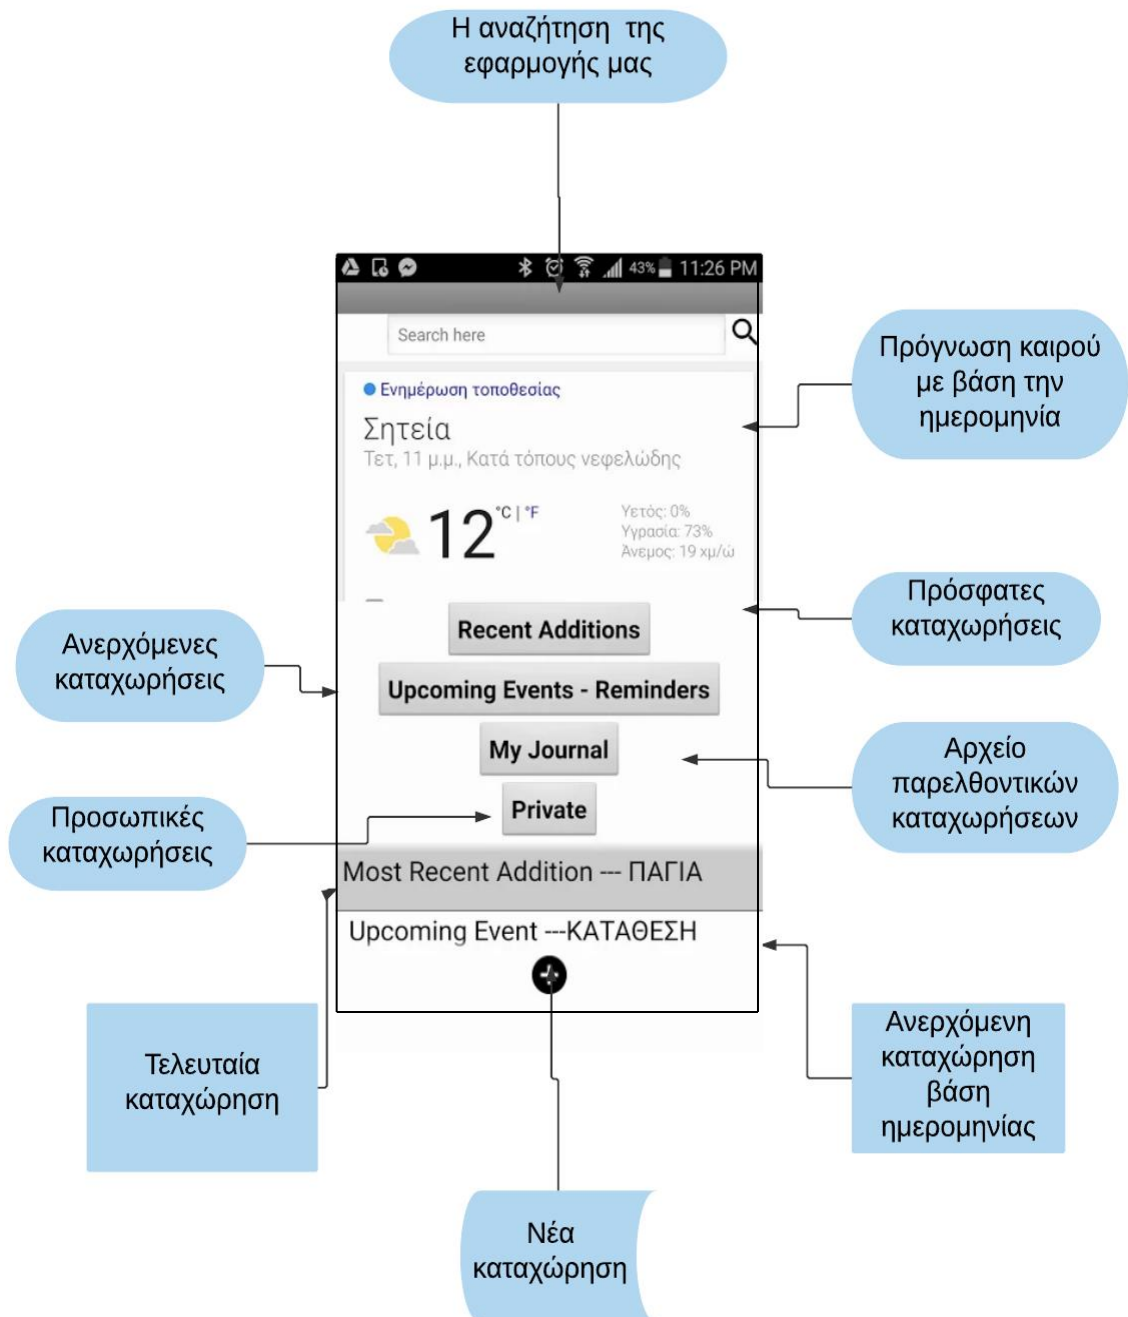 Η αναζήτηση της
εφαρμογής μας
43% 11:26 PM
Search here
Ενημέρωση τοποθεσίας
Σητεία
Τετ, 11 μ.μ., Κατά τόπους νεφελώδης
12 °C | °F
Υετός: 0%
Υγρασία: 73%
Άνεμος: 19 χμ/ώ
Πρόγνωση καιρού
με βάση την
ημερομηνία
Recent Additions
Πρόσφατες
καταχωρήσεις
Ανερχόμενες
καταχωρήσεις
Upcoming Events - Reminders
My Journal
Αρχείο
παρελθοντικών
καταχωρήσεων
Private
Προσωπικές
καταχωρήσεις
Most Recent Addition --- ΠΑΓΙΑ
Upcoming Event ---ΚΑΤΑΘΕΣΗ
Τελευταία
καταχώρηση
Ανερχόμενη
καταχώρηση
βάση
ημερομηνίας
Νέα
καταχώρηση